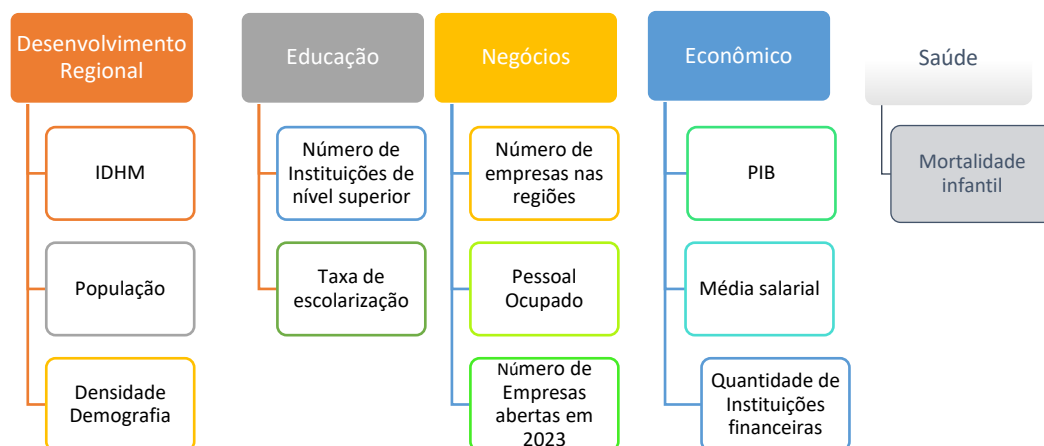 Desenvolvimento
Regional
IDHM
População
Densidade
Demografia
Educação
Número de
Instituições de
nível superior
Taxa de
escolarização
Negócios
Número de
empresas nas
regiões
Pessoal
Ocupado
Número de
Empresas
abertas em
2023
Econômico
PIB
Média salarial
Quantidade de
Instituições
financeiras
Saúde
Mortalidade
infantil